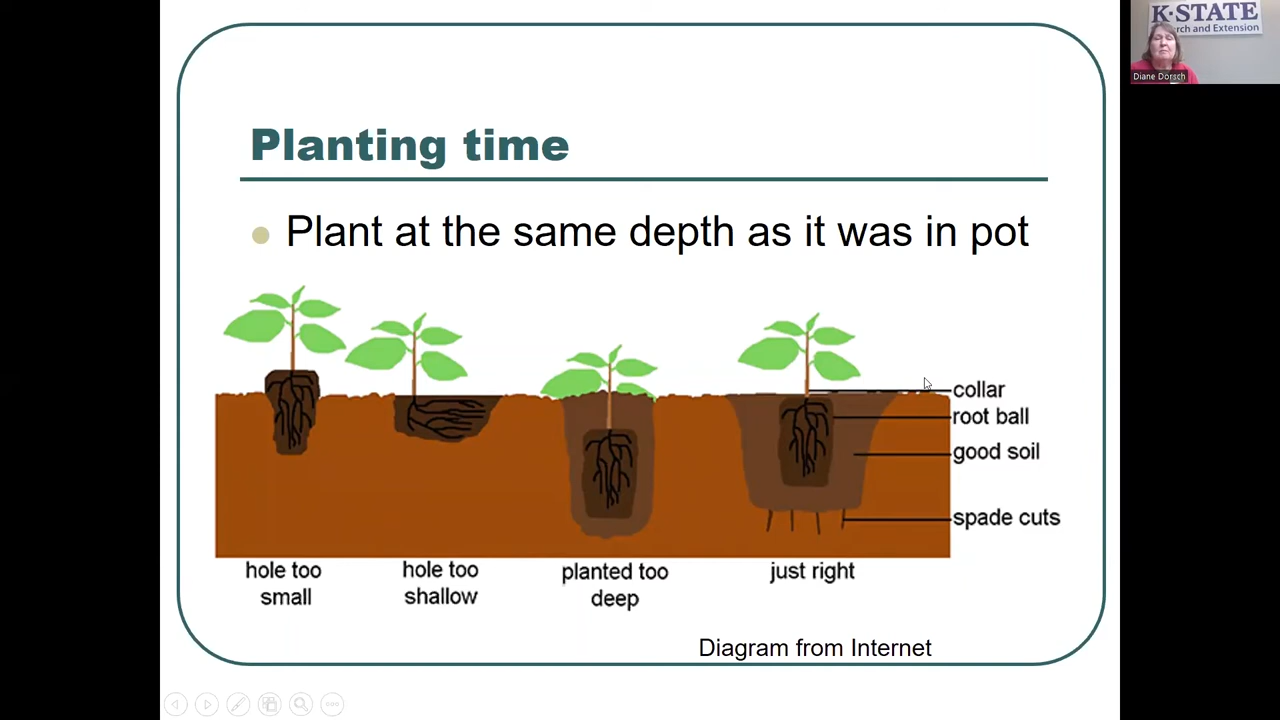 K-STATE
rch and Extension
Diane Dorsch
Planting time
Plant at the same depth as it was in pot
collar
root ball
good soil
spade cuts
hole too
small
hole too
shallow
planted too
deep
just right
Diagram from Internet